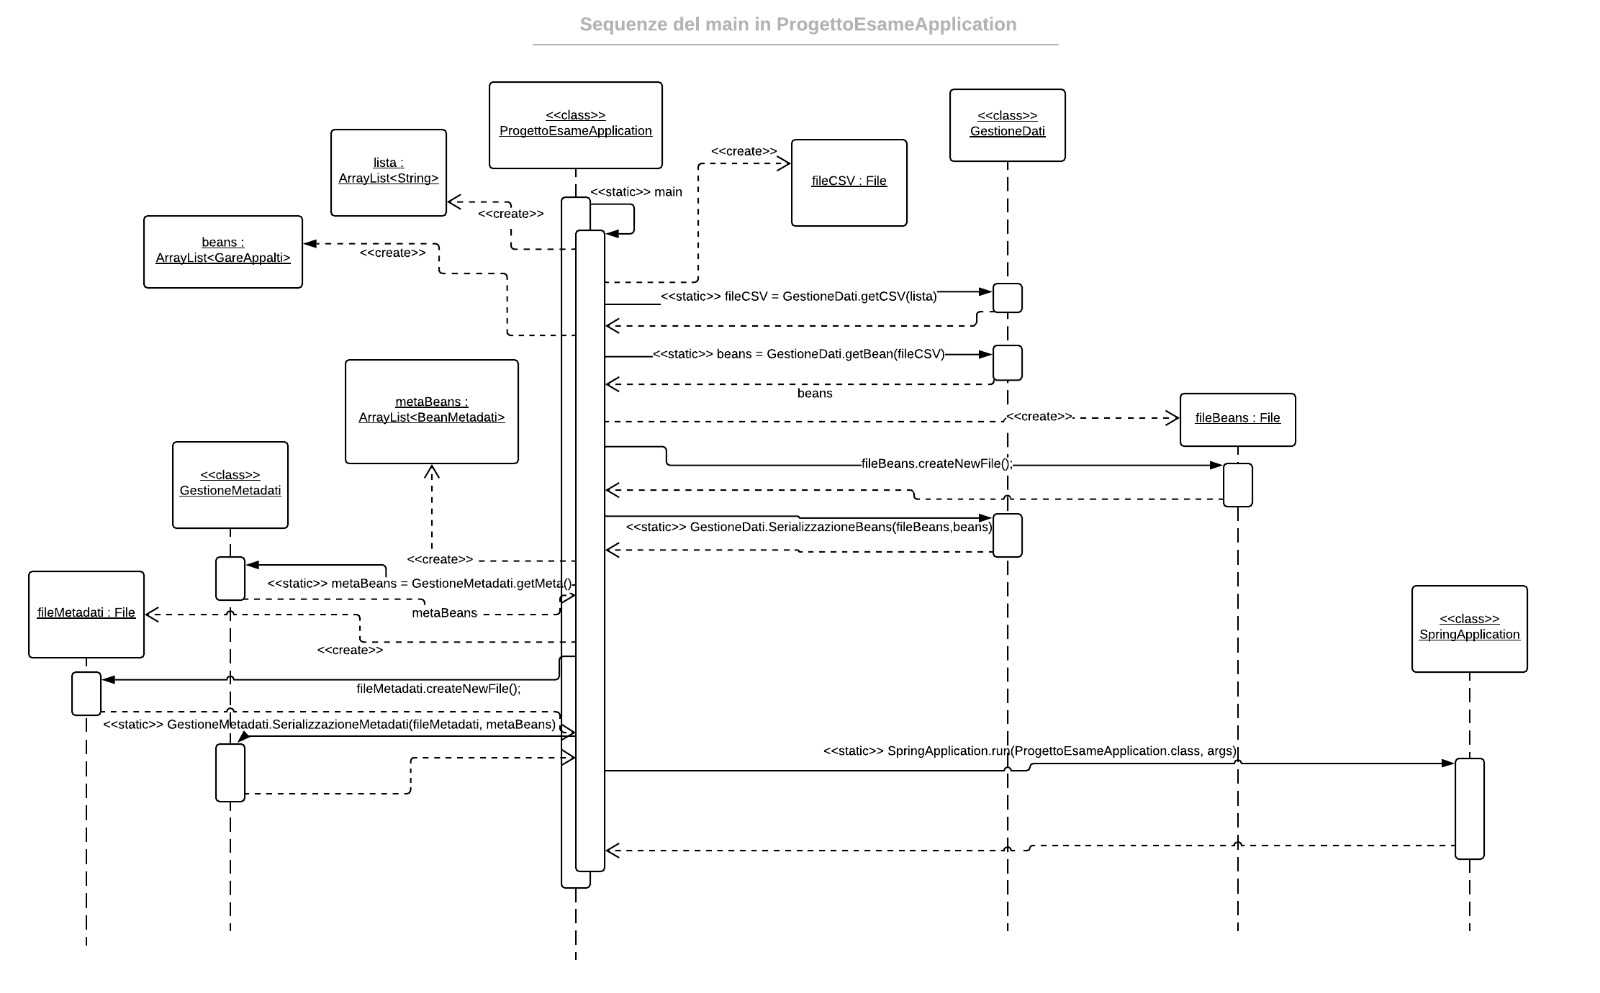 Sequenze del main in ProgettoEsameApplication
<<class>>
ProgettoEsameApplication
<<class>>
GestioneDati
lista :
ArrayList<String>
<<create>>
fileCSV : File
<<static>> main
<<create>>
beans :
ArrayList<GareAppalti>
<<create>>
<<static>> fileCSV = GestioneDati.getCSV(lista)
<<static>> beans = GestioneDati.getBean(fileCSV)
beans
metaBeans :
ArrayList<BeanMetadati>
<<create>>
fileBeans : File
fileBeans.createNewFile();
<<class>>
GestioneMetadati
<<static>> GestioneDati.SerializzazioneBeans(fileBeans,beans)
<<create>>
<<static>> metaBeans = GestioneMetadati.getMeta()
metaBeans
fileMetadati : File
<<create>>
<<class>>
SpringApplication
fileMetadati.createNewFile();
<<static>> GestioneMetadati.SerializzazioneMetadati(fileMetadati, metaBeans)
<<static>> SpringApplication.run(ProgettoEsameApplication.class, args)